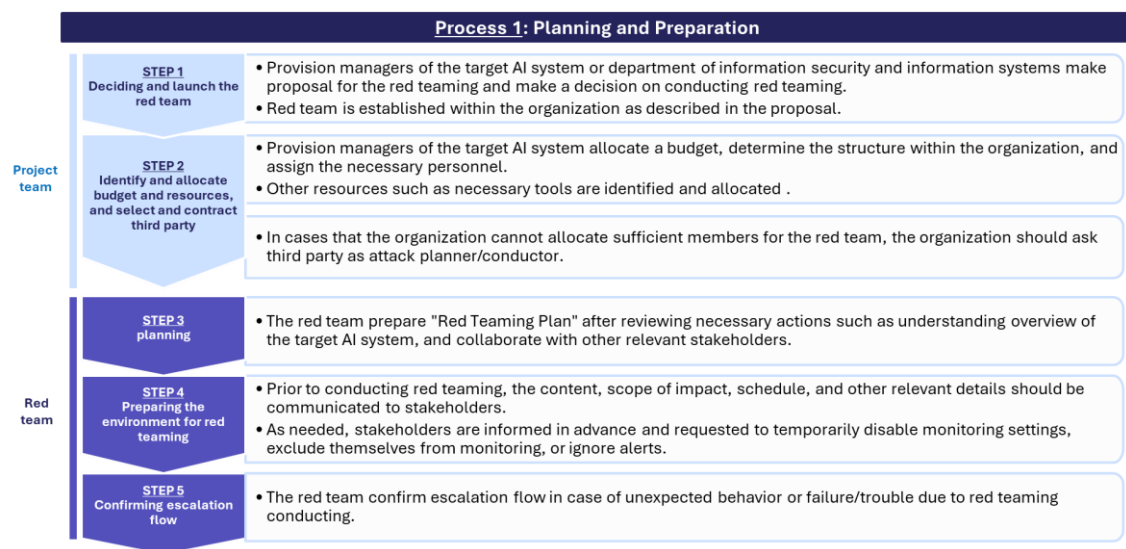 Process 1: Planning and Preparation
Project
team
STEP 1
Deciding and launch the
red team
• Provision managers of the target AI system or department of information security and information systems make
proposal for the red teaming and make a decision on conducting red teaming.
• Red team is established within the organization as described in the proposal.
STEP 2
Identify and allocate
budget and resources,
and select and contract
third party
• Provision managers of the target AI system allocate a budget, determine the structure within the organization, and
assign the necessary personnel.
• Other resources such as necessary tools are identified and allocated .
• In cases that the organization cannot allocate sufficient members for the red team, the organization should ask
third party as attack planner/conductor.
Red
team
STEP 3
planning
• The red team prepare "Red Teaming Plan" after reviewing necessary actions such as understanding overview of
the target AI system, and collaborate with other relevant stakeholders.
STEP 4
Preparing the
environment for red
teaming
• Prior to conducting red teaming, the content, scope of impact, schedule, and other relevant details should be
communicated to stakeholders.
• As needed, stakeholders are informed in advance and requested to temporarily disable monitoring settings,
exclude themselves from monitoring, or ignore alerts.
STEP 5
Confirming escalation
flow
• The red team confirm escalation flow in case of unexpected behavior or failure/trouble due to red teaming
conducting.